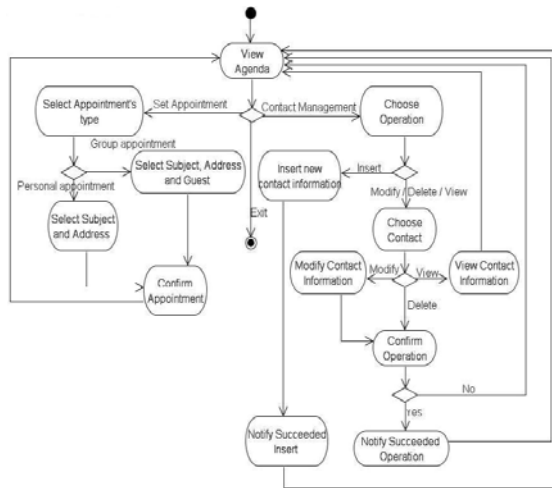 View
Agenda
Select Appointment's
type
Set Appointment
Contact Management
Choose
Operation
Group appointment
Select Subject, Address
and Guest
Insert new
contact information
Insert
Personal appointment
Modify / Delete / View
Select Subject
and Address
Exit
Choose
Contact
Confirm
Appointment
Modify Contact
Information
Modify
View
View Contact
Information
Delete
Confirm
Operation
No
yes
Notify Succeeded
Insert
Notify Succeeded
Operation